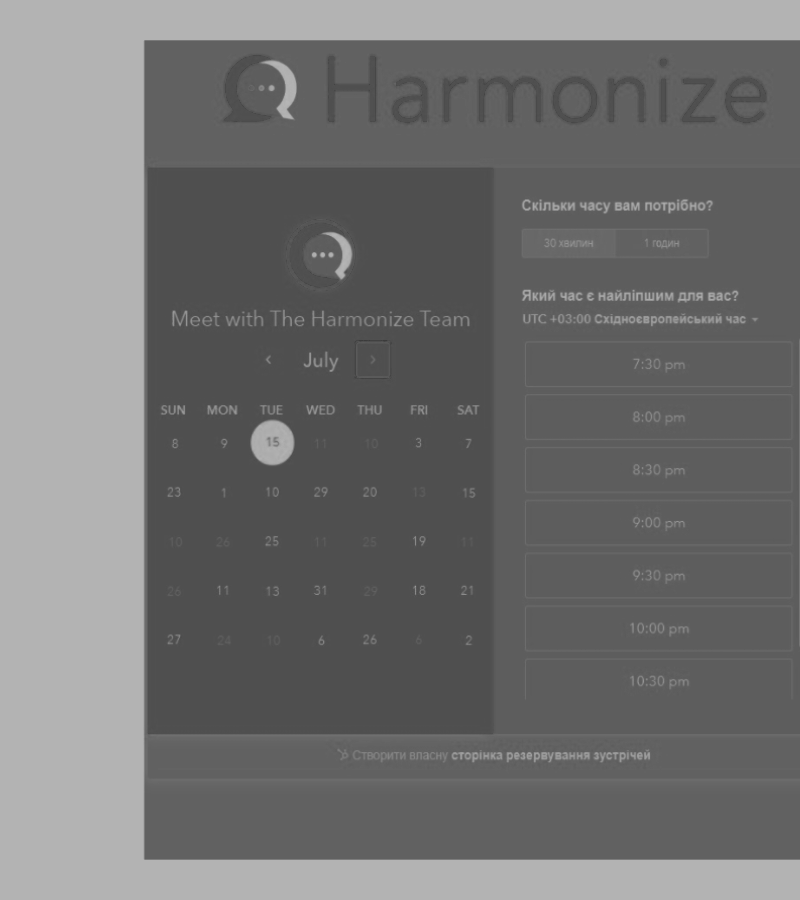 Harmonize
Meet with The Harmonize Team
July
SUN MON TUE WED THU FRI SAT
8 9 15 11 10 3 7
23 1 10 29 20 13 15
10 26 25 11 25 19 11
26 11 13 31 29 18 21
27 24 10 6 26 6 2
Скільки часу вам потрібно?
30 хвилин 1 годин
Який час є найліпшим для вас?
UTC +03:00 Східноєвропейський час
7:30 pm
8:00 pm
8:30 pm
9:00 pm
9:30 pm
10:00 pm
10:30 pm
Створити власну сторінка резервування зустрічей